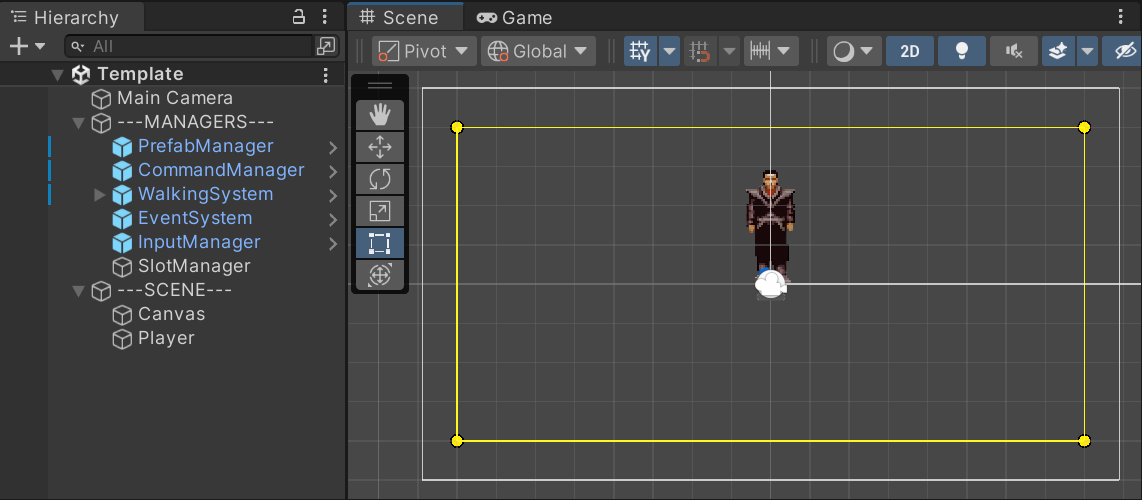 Hierarchy
All
Template
Main Camera
---MANAGERS---
PrefabManager
CommandManager
WalkingSystem
EventSystem
InputManager
SlotManager
---SCENE---
Canvas
Player
Scene Game
Pivot Global 2D